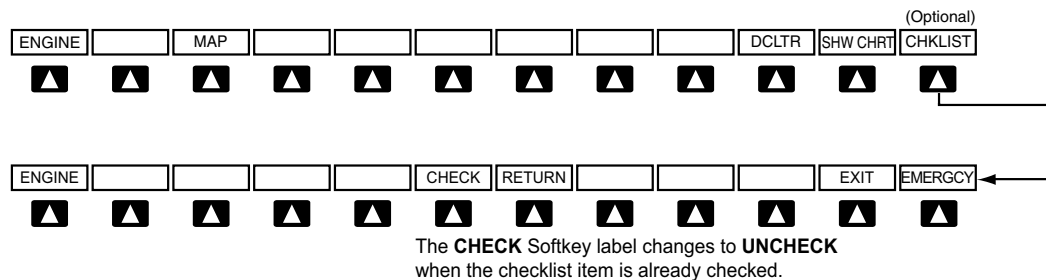 (Optional)
ENGINE MAP DCLTR SHW CHRT CHKLIST
ENGINE CHECK RETURN EXIT EMERGCY
The CHECK Softkey label changes to UNCHECK
when the checklist item is already checked.